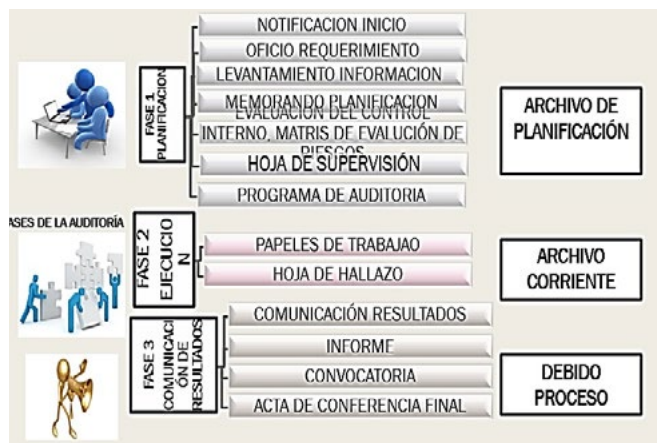 NOTIFICACION INICIO
OFICIO REQUERIMIENTO
LEVANTAMIENTO INFORMACION
MEMORANDO PLANIFICACION
EVALUACION DEL CONTROL
INTERNO, MATRIS DE EVALUCIÓN DE
RIESGOS
HOJA DE SUPERVISIÓN
PROGRAMA DE AUDITORIA
FASE 1
PLANIFICACION
ARCHIVO DE
PLANIFICACIÓN
ASES DE LA AUDITORÍA
FASE 2
EJECUCIO
N
PAPELES DE TRABAJAO
HOJA DE HALLAZO
ARCHIVO
CORRIENTE
FASE 3
COMUNICACI
ÓN DE
RESULTADOS
COMUNICACIÓN RESULTADOS
INFORME
CONVOCATORIA
ACTA DE CONFERENCIA FINAL
DEBIDO
PROCESO